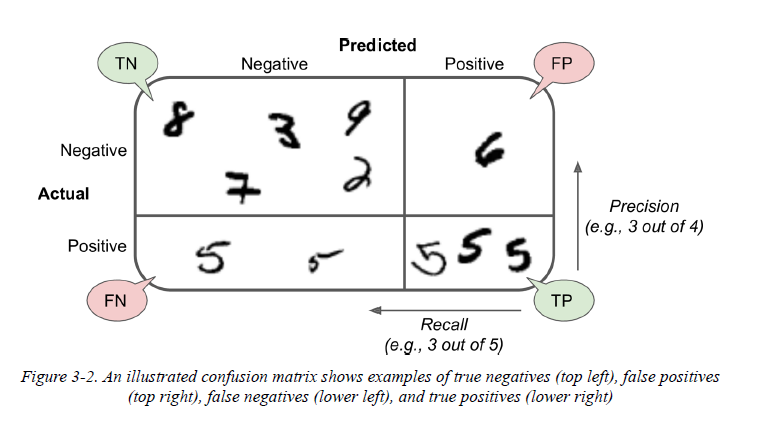 Predicted
TN
Negative
Positive
FP
8 3 9
6
Negative
7 2
Actual
Precision
(e.g., 3 out of 4)
Positive
5 5
5 5 5
FN
TP
Recall
(e.g., 3 out of 5)
Figure 3-2. An illustrated confusion matrix shows examples of true negatives (top left), false positives
(top right), false negatives (lower left), and true positives (lower right)